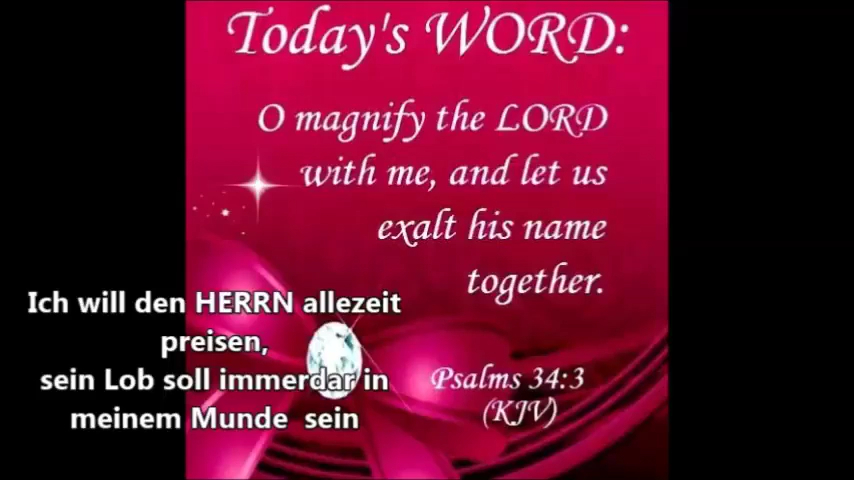 Today's WORD:
O magnify the LORD
with me, and let us
exalt his name
together.
Psalms 34:3
(KJV)
Ich will den HERRN allezeit
preisen,
sein Lob soll immerdar in
meinem Munde  sein